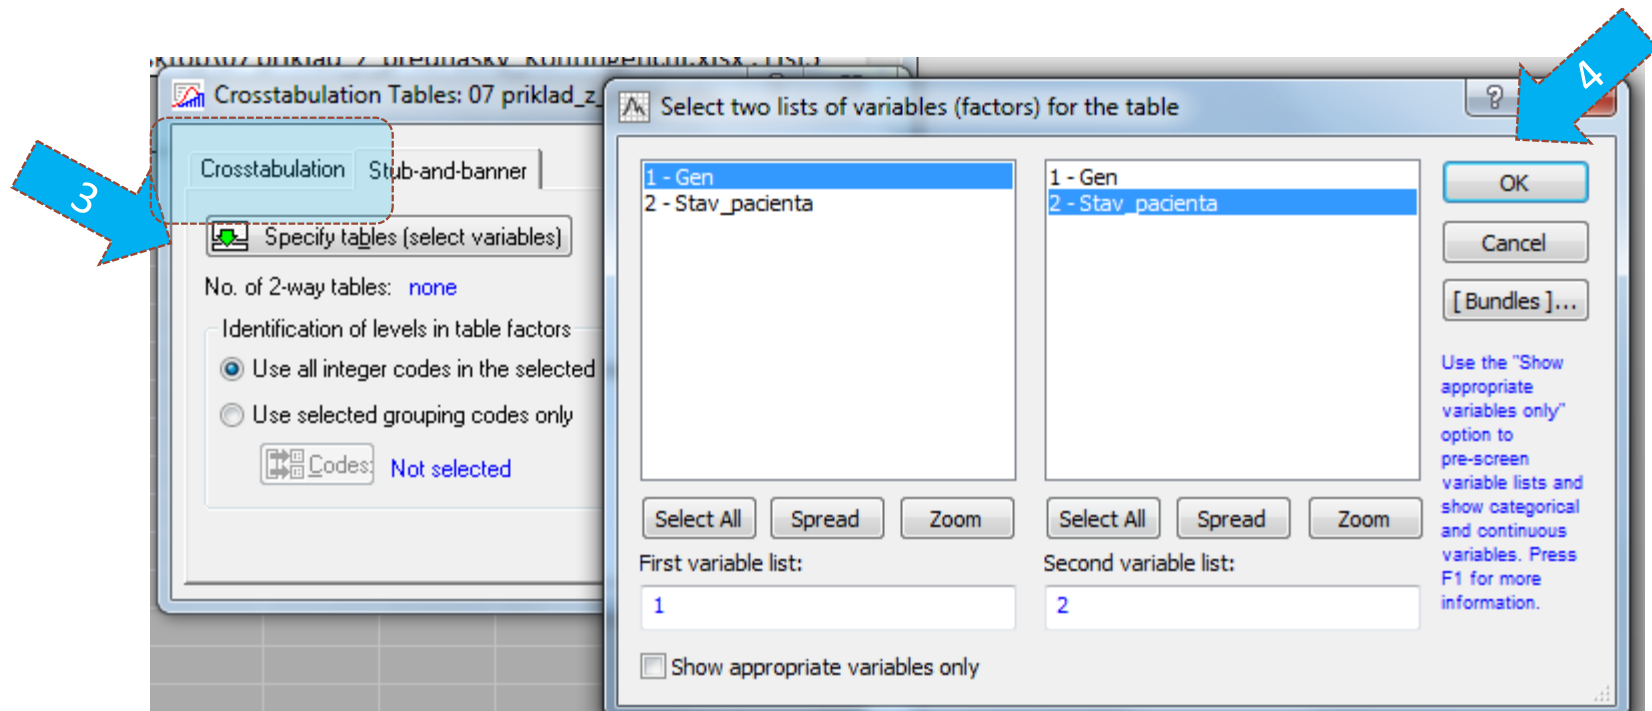 Crosstabulation Tables: 07 priklad_z_
Crosstabulation
Stub-and-banner
3
Specify tables (select variables)
No. of 2-way tables: none
Identification of levels in table factors
Use all integer codes in the selected
Use selected grouping codes only
Codes:
Not selected
Select two lists of variables (factors) for the table
?
4
1 - Gen
2 - Stav_pacienta
1 - Gen
2 - Stav_pacienta
OK
Cancel
[ Bundles ]...
Use the "Show
appropriate
variables only"
option to
pre-screen
variable lists and
show categorical
and continuous
variables. Press
F1 for more
information.
Select All
Spread
Zoom
Select All
Spread
Zoom
First variable list:
Second variable list:
1
2
Show appropriate variables only